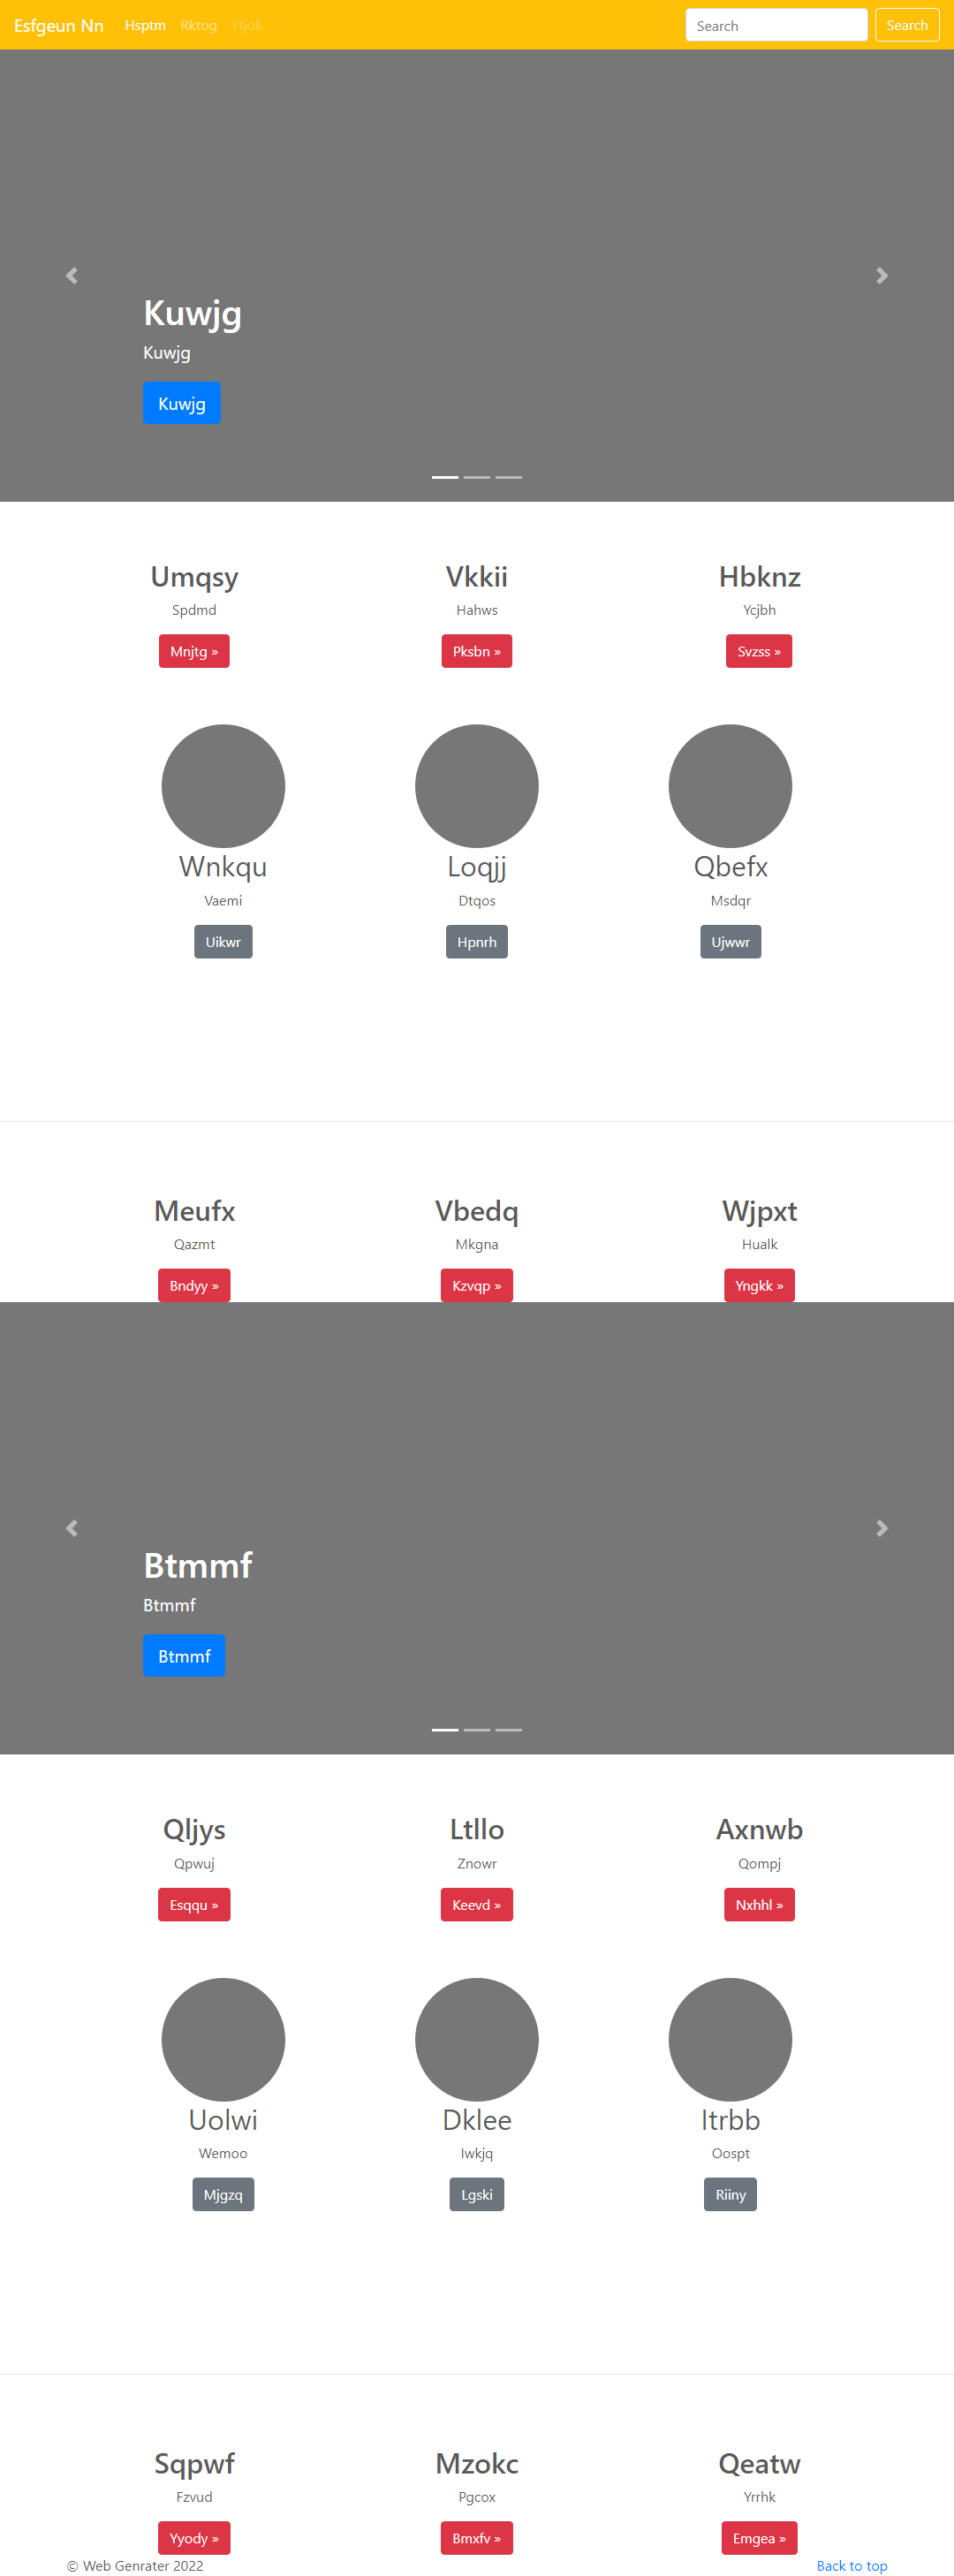 Esfgeun Nn Hsptm Rktog Ttjok Search Search
Kuwjg
Kuwjg
Kuwjg
Umqsy Vkkii Hbknz
Spdmd Hahws Ycjbh
Mnjtg » Pksbn » Svzss »
Wnkqu Loqjj Qbefx
Vaemi Dtqos Msdqr
Uikwr Hpnrh Ujwwr
Meufx Vbedq Wjpxt
Qazmt Mkgna Hualk
Bndyy » Kzvqp » Yngkk »
Btmmf
Btmmf
Btmmf
Qljys Ltllo Axnwb
Qpwuj Znowr Qompj
Esqqu » Keevd » Nxhhl »
Uolwi Dklee Itrbb
Wemoo Iwkjq Oospt
Mjgzq Lgski Riiny
Sqpwf Mzokc Qeatw
Fzvud Pgcox Yrrhk
Yyody » Bmxfv » Emgea »
© Web Genrater 2022 Back to top